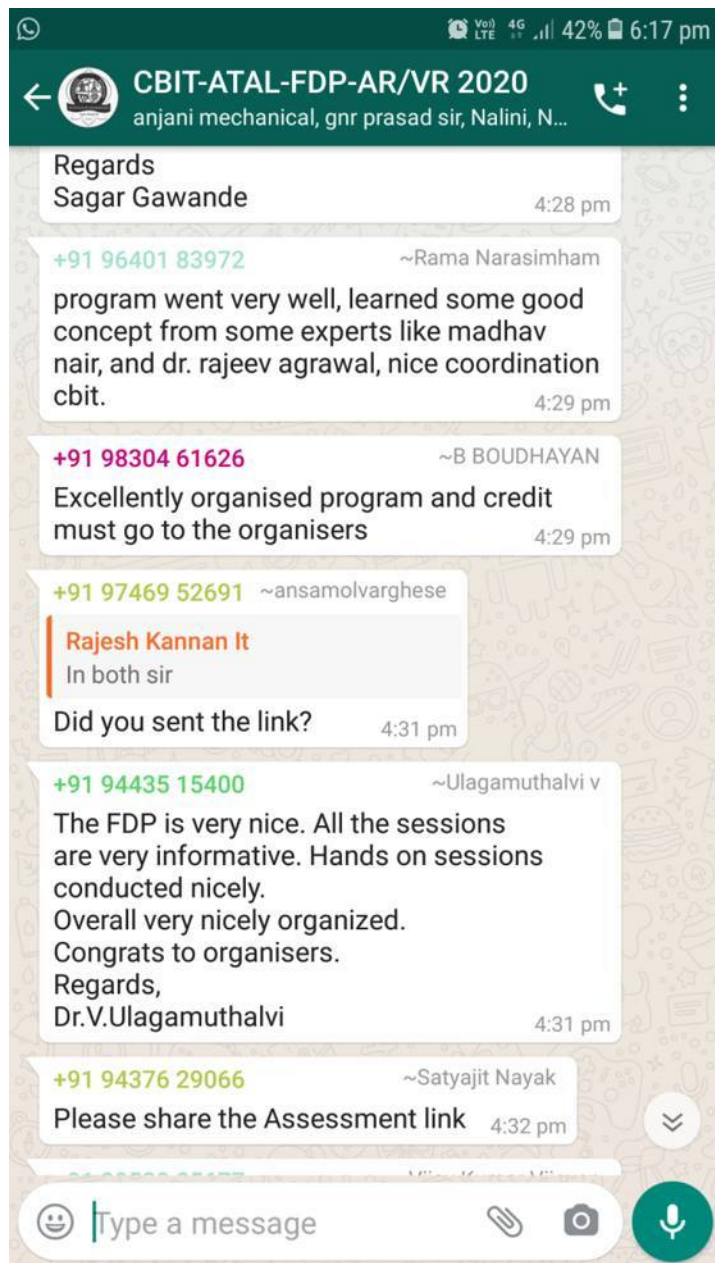 Vo))
LTE 4G 42% 6:17 pm
CBIT-ATAL-FDP-AR/VR 2020
anjani mechanical, gnr prasad sir, Nalini, N...
Regards
Sagar Gawande
4:28 pm
+91 96401 83972 ~Rama Narasimham
program went very well, learned some good
concept from some experts like madhav
nair, and dr. rajeev agrawal, nice coordination
cbit.
4:29 pm
+91 98304 61626 ~B BOUDHAYAN
Excellently organised program and credit
must go to the organisers
4:29 pm
+91 97469 52691 ~ansamolvarghese
Rajesh Kannan It
In both sir
Did you sent the link?
4:31 pm
+91 94435 15400 ~Ulagamuthalvi v
The FDP is very nice. All the sessions
are very informative. Hands on sessions
conducted nicely.
Overall very nicely organized.
Congrats to organisers.
Regards,
Dr.V.Ulagamuthalvi
4:31 pm
+91 94376 29066 ~Satyajit Nayak
Please share the Assessment link 4:32 pm
Type a message